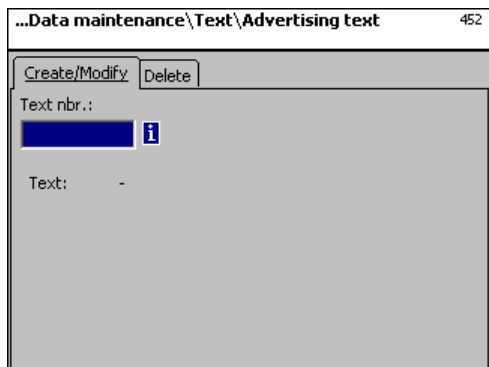 ...Data maintenance\Text\Advertising text 452
Create/Modify Delete
Text nbr.:
i
Text: -